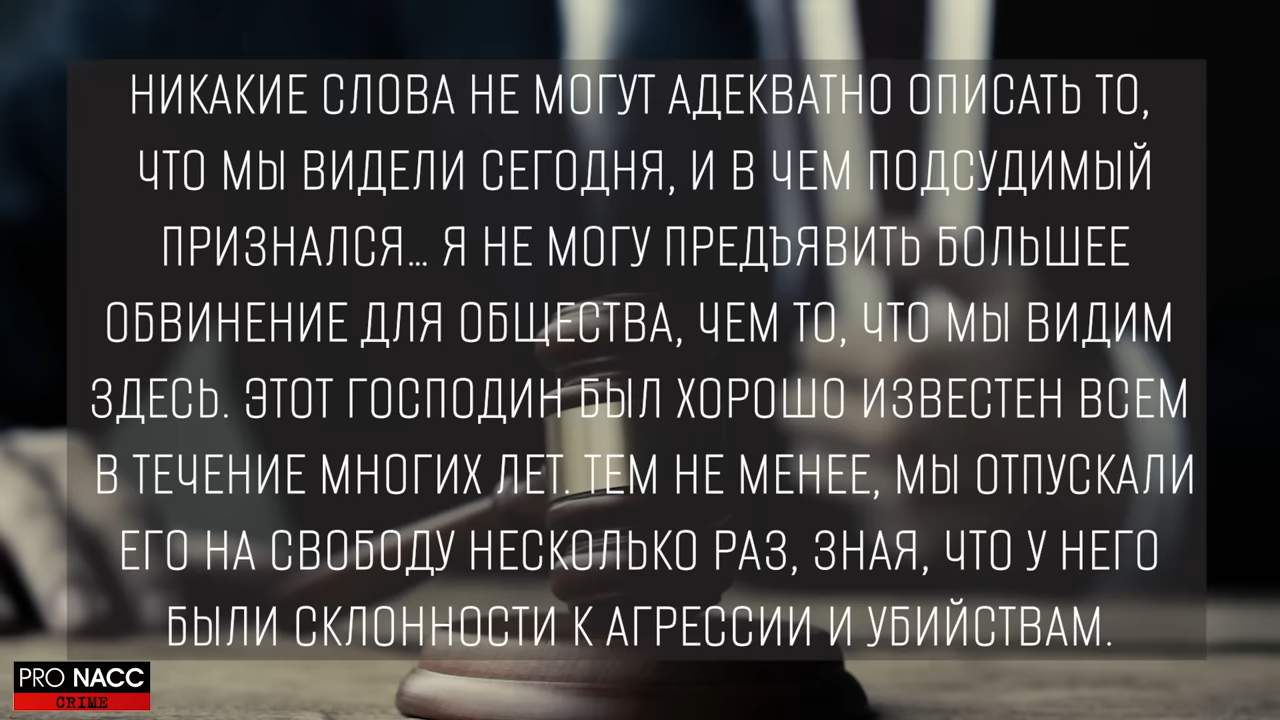 НИКАКИЕ СЛОВА НЕ МОГУТ АДЕКВАТНО ОПИСАТЬ ТО,
ЧТО МЫ ВИДЕЛИ СЕГОДНЯ, И В ЧЕМ ПОДСУДИМЫЙ
ПРИЗНАЛСЯ... Я НЕ МОГУ ПРЕДЪЯВИТЬ БОЛЬШЕЕ
ОБВИНЕНИЕ ДЛЯ ОБЩЕСТВА, ЧЕМ ТО, ЧТО МЫ ВИДИМ
ЗДЕСЬ. ЭТОТ ГОСПОДИН БЫЛ ХОРОШО ИЗВЕСТЕН ВСЕМ
В ТЕЧЕНИЕ МНОГИХ ЛЕТ. ТЕМ НЕ МЕНЕЕ, МЫ ОТПУСКАЛИ
ЕГО НА СВОБОДУ НЕСКОЛЬКО РАЗ, ЗНАЯ, ЧТО У НЕГО
БЫЛИ СКЛОННОСТИ К АГРЕССИИ И УБИЙСТВАМ.
PRO NACC
CRIME